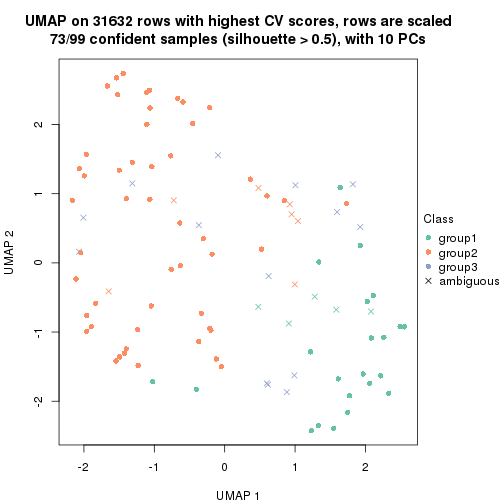 UMAP on 31632 rows with highest CV scores, rows are scaled
73/99 confident samples (silhouette > 0.5), with 10 PCs
2
1
0
-1
-2
UMAP 2
-2
-1
0
1
2
UMAP 1
Class
group1
group2
group3
ambiguous